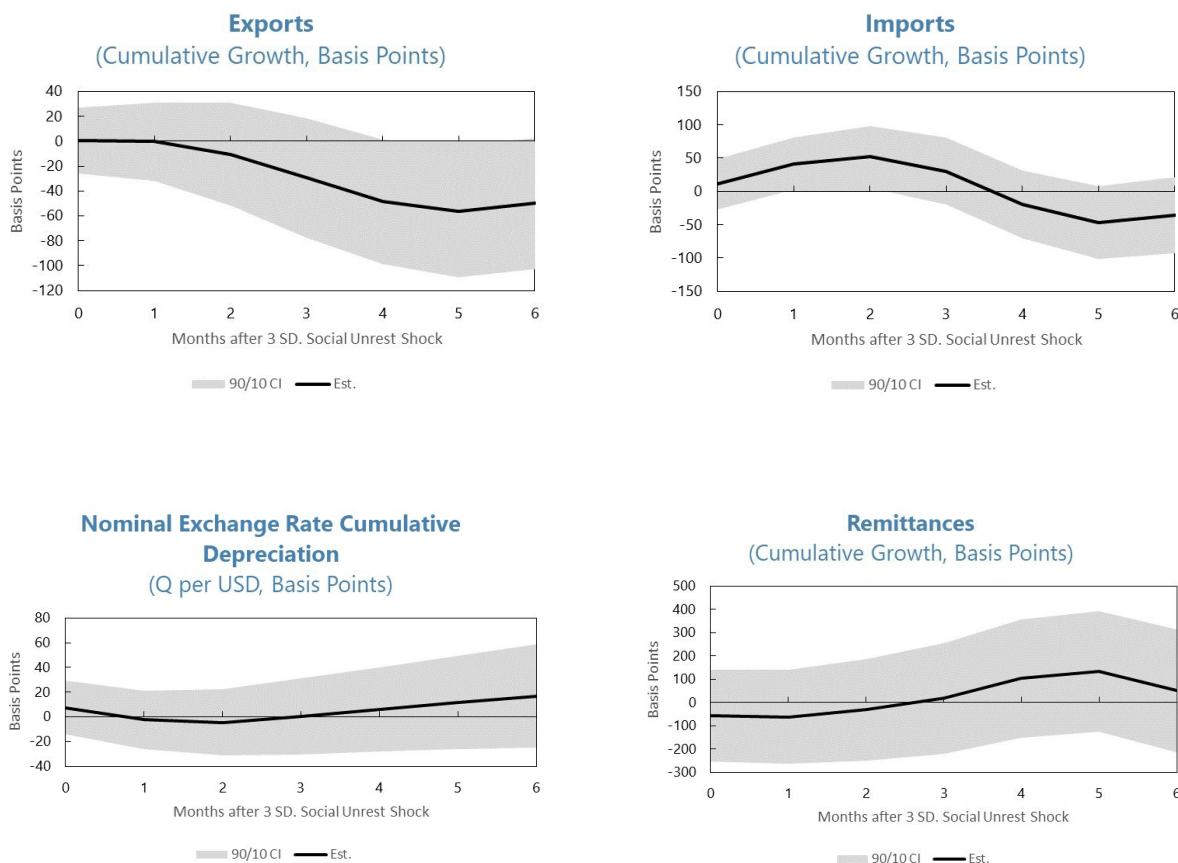 Exports
(Cumulative Growth, Basis Points)
40
20
0
-20
-40
-60
-80
-100
-120
Basis Points
0 1 2 3 4 5 6
Months after 3 SD. Social Unrest Shock
90/10 CI Est.
Imports
(Cumulative Growth, Basis Points)
150
100
50
0
-50
-100
-150
Basis Points
0 1 2 3 4 5 6
Months after 3 SD. Social Unrest Shock
90/10 CI Est.
Nominal Exchange Rate Cumulative
Depreciation
(Q per USD, Basis Points)
80
60
40
20
0
-20
-40
Basis Points
0 1 2 3 4 5 6
Months after 3 SD. Social Unrest Shock
90/10 CI Est.
Remittances
(Cumulative Growth, Basis Points)
500
400
300
200
100
0
-100
-200
-300
Basis Points
0 1 2 3 4 5 6
Months after 3 SD. Social Unrest Shock
90/10 CI Est.